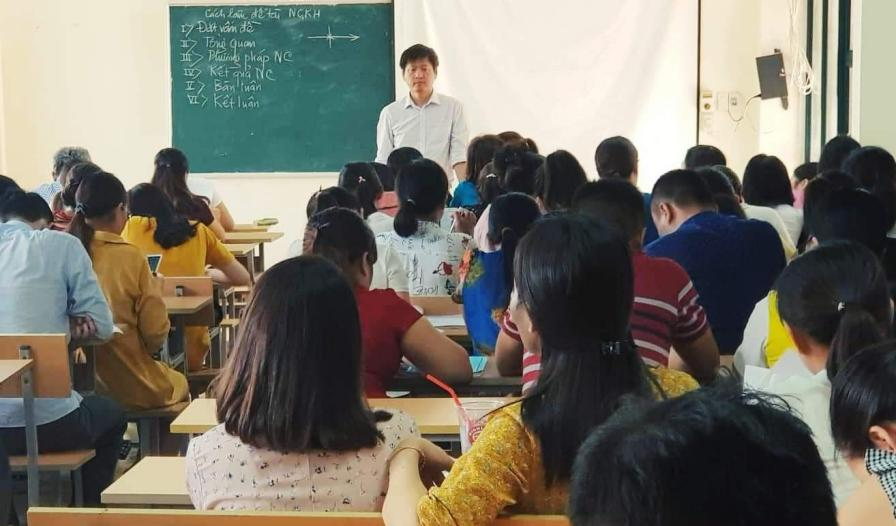 Cách làm đề tài NCKH
I> Đặt vấn đề
II> Tổng quan
III> Phương pháp NC
IV> Kết quả NC
V> Bàn luận
VI> Kết luận